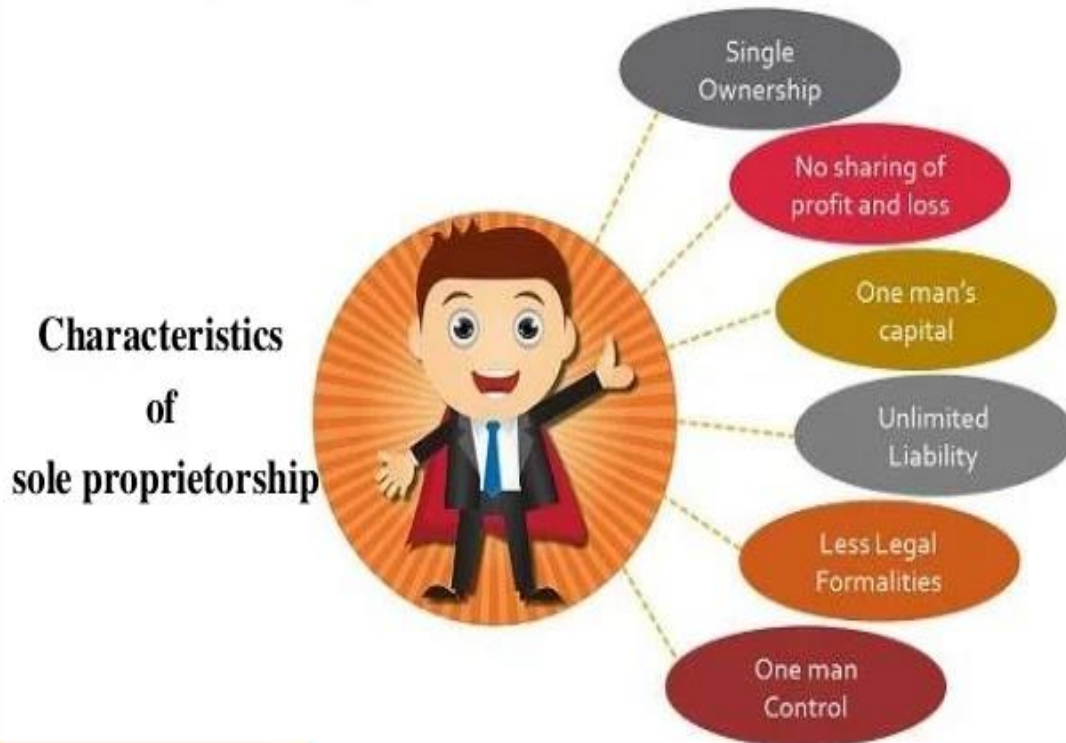 Characteristics
of
sole proprietorship
Single
Ownership
No sharing of
profit and loss
One man's
capital
Unlimited
Liability
Less Legal
Formalities
One man
Control